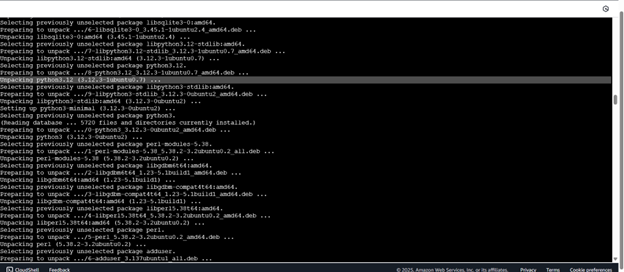 Selecting previously unselected package libsqlite3-0:amd64.
Preparing to unpack .../6-libsqlite3-0_3.45.1-1ubuntu2.4_amd64.deb ...
Unpacking libsqlite3-0:amd64 (3.45.1-1ubuntu2.4) ...
Selecting previously unselected package libpython3.12-stdlib:amd64.
Preparing to unpack .../7-libpython3.12-stdlib_3.12.3-1ubuntu0.7_amd64.deb ...
Unpacking libpython3.12-stdlib:amd64 (3.12.3-1ubuntu0.7) ...
Selecting previously unselected package python3.12.
Preparing to unpack .../8-python3.12_3.12.3-1ubuntu0.7_amd64.deb ...
Unpacking python3.12 (3.12.3-1ubuntu0.7) ...
Selecting previously unselected package libpython3-stdlib:amd64.
Preparing to unpack .../9-libpython3-stdlib_3.12.3-0ubuntu2_amd64.deb ...
Unpacking libpython3-stdlib:amd64 (3.12.3-0ubuntu2) ...
Setting up python3-minimal (3.12.3-0ubuntu2) ...
Selecting previously unselected package python3.
(Reading database ... 5720 files and directories currently installed.)
Preparing to unpack .../0-python3_3.12.3-0ubuntu2_amd64.deb ...
Unpacking python3 (3.12.3-0ubuntu2) ...
Selecting previously unselected package perl-modules-5.38.
Preparing to unpack .../1-perl-modules-5.38_5.38.2-3.2ubuntu0.2_all.deb ...
Unpacking perl-modules-5.38 (5.38.2-3.2ubuntu0.2) ...
Selecting previously unselected package libgdbm6t64:amd64.
Preparing to unpack .../2-libgdbm6t64_1.23-5.1build1_amd64.deb ...
Unpacking libgdbm6t64:amd64 (1.23-5.1build1) ...
Selecting previously unselected package libgdbm-compat4t64:amd64.
Preparing to unpack .../3-libgdbm-compat4t64_1.23-5.1build1_amd64.deb ...
Unpacking libgdbm-compat4t64:amd64 (1.23-5.1build1) ...
Selecting previously unselected package libperl5.38t64:amd64.
Preparing to unpack .../4-libperl5.38t64_5.38.2-3.2ubuntu0.2_amd64.deb ...
Unpacking libperl5.38t64:amd64 (5.38.2-3.2ubuntu0.2) ...
Selecting previously unselected package perl.
Preparing to unpack .../5-perl_5.38.2-3.2ubuntu0.2_amd64.deb ...
Unpacking perl (5.38.2-3.2ubuntu0.2) ...
Selecting previously unselected package adduser.
Preparing to unpack .../6-adduser_3.137ubuntu1_all.deb ...
CloudShell Feedback © 2025, Amazon Web Services, Inc. or its affiliates. Privacy Terms Cookie preferences